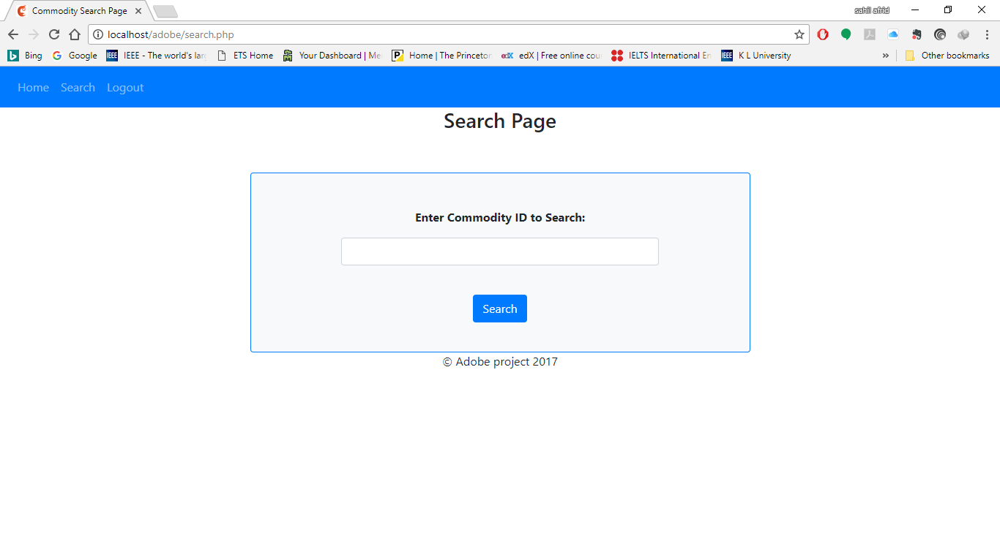 Commodity Search Page
sahil afrid
localhost/adobe/search.php
Bing Google IEEE - The world's lar ETS Home Your Dashboard | Me Home | The Princeton edX | Free online cour IELTS International En K L University » Other bookmarks
Home Search Logout
Search Page
Enter Commodity ID to Search:
Search
© Adobe project 2017